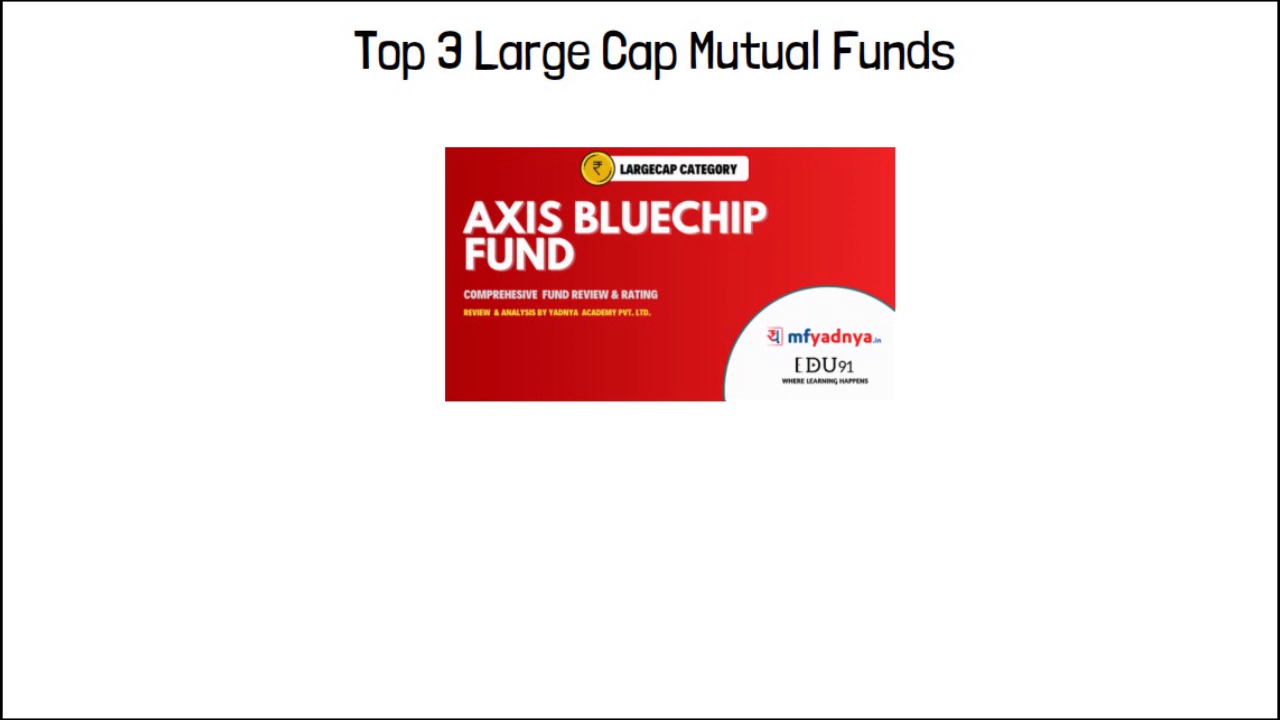 Top 3 Large Cap Mutual Funds
₹ LARGECAP CATEGORY
AXIS BLUECHIP
FUND
COMPREHESIVE FUND REVIEW & RATING
REVIEW & ANALYSIS BY YADNYA ACADEMY PVT. LTD.
य mfyadnya.in
EDU91
WHERE LEARNING HAPPENS